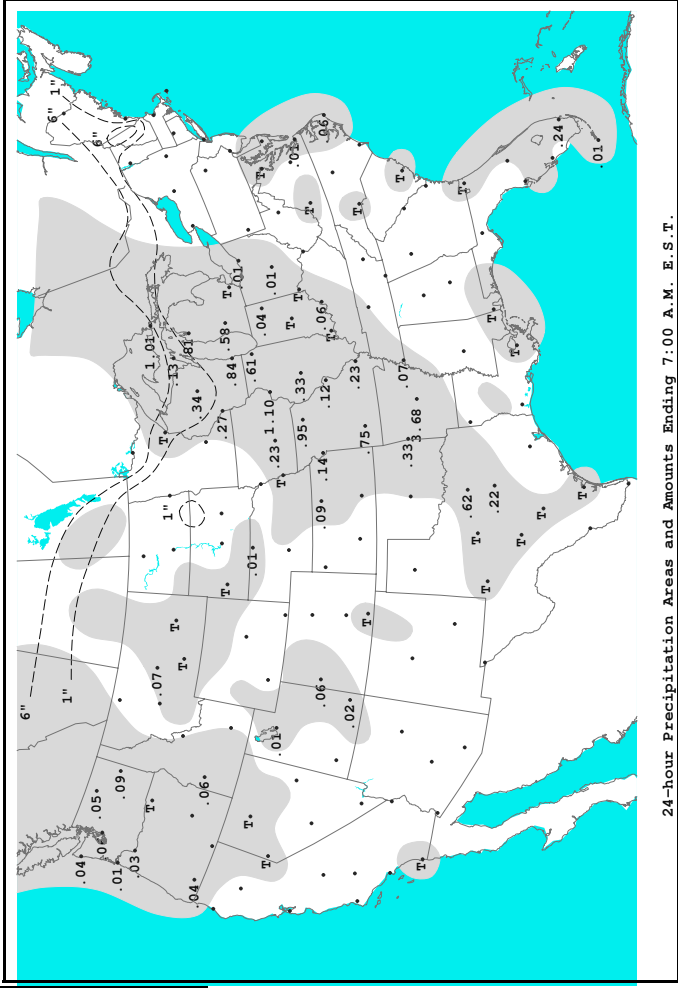 6"
6"
1"
1"
.04
.05
6"
.01
.09
.03
T
1.01
.07
T
1"
.13
T
T
.81
.04
.34
.06
.27
.58
T
T
.84
.01
T
.01
.61
T
.04
T
1.10
.01
.23
.01
T
T
.01
T
.33
.95
T
.06
.09
.14
.06
.06
.12
T
.02
.23
T
.75
T
T
.07
.33
3.68
T
T
.62
T
T
T
.22
T
T
T
.24
T
.01
24-hour Precipitation Areas and Amounts Ending 7:00 A.M. E.S.T.